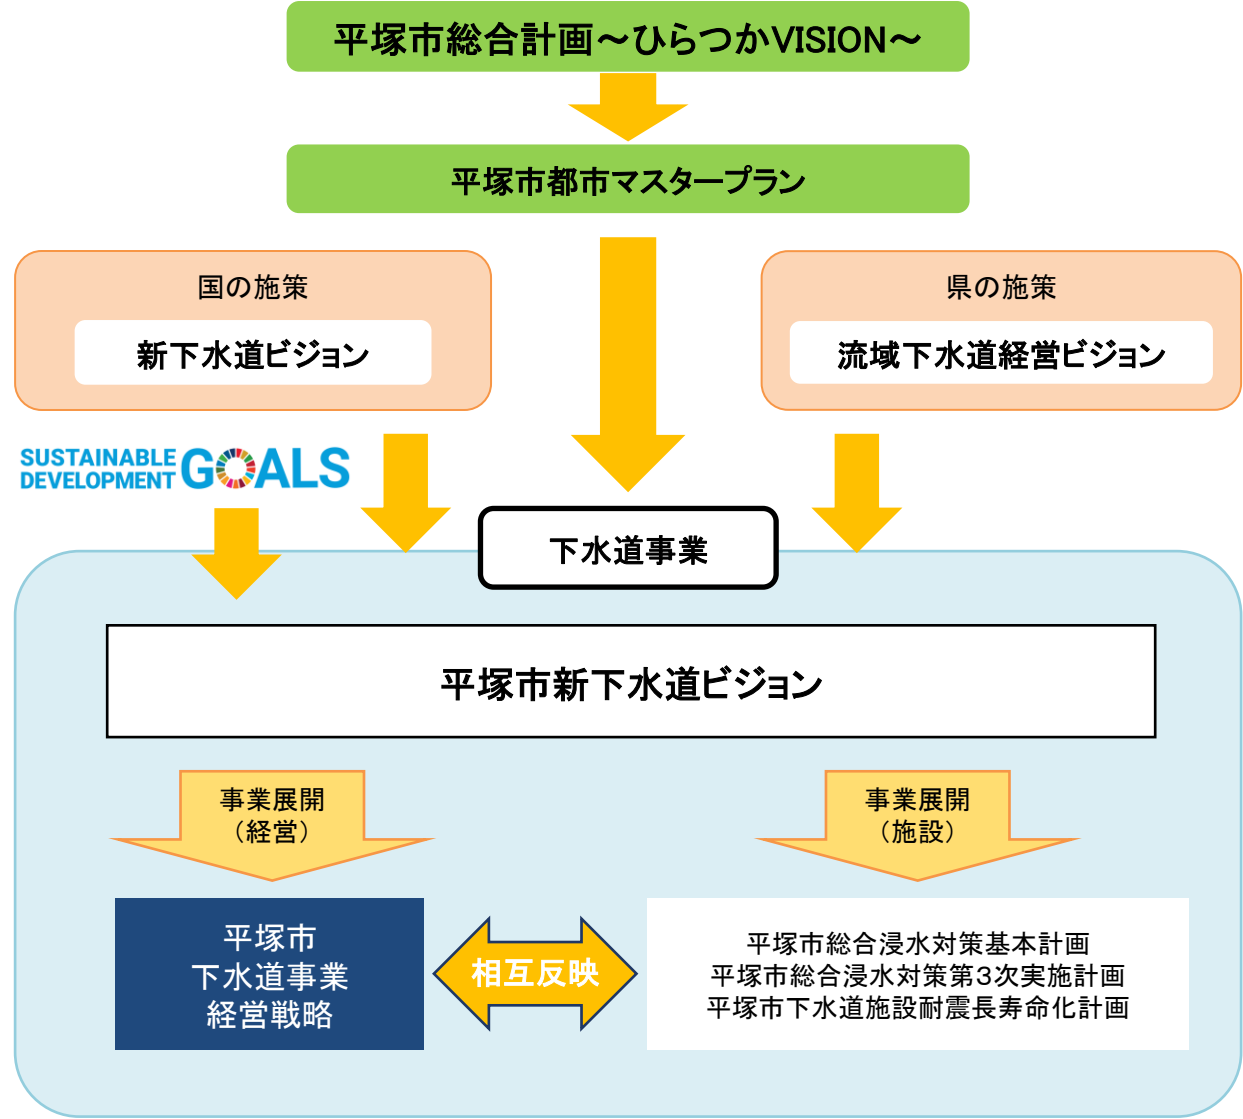 平塚市総合計画～ひらつかVISION～
平塚市都市マスタープラン
国の施策
新下水道ビジョン
県の施策
流域下水道経営ビジョン
SUSTAINABLE
DEVELOPMENT
GOALS
下水道事業
平塚市新下水道ビジョン
事業展開
（経営）
事業展開
（施設）
平塚市
下水道事業
経営戦略
相互反映
平塚市総合浸水対策基本計画
平塚市総合浸水対策第３次実施計画
平塚市下水道施設耐震長寿命化計画